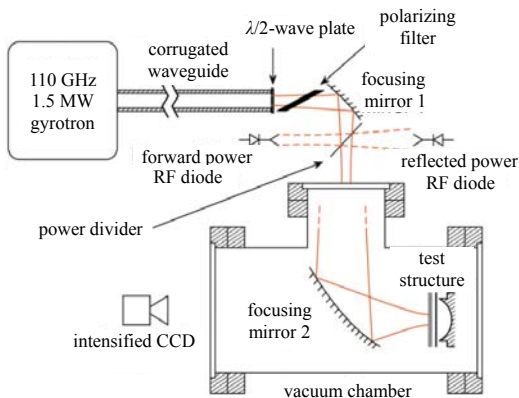 λ/2-wave plate
polarizing
filter
corrugated
waveguide
110 GHz
1.5 MW
gyrotron
focusing
mirror 1
forward power
RF diode
reflected power
RF diode
power divider
test
structure
focusing
mirror 2
intensified CCD
vacuum chamber